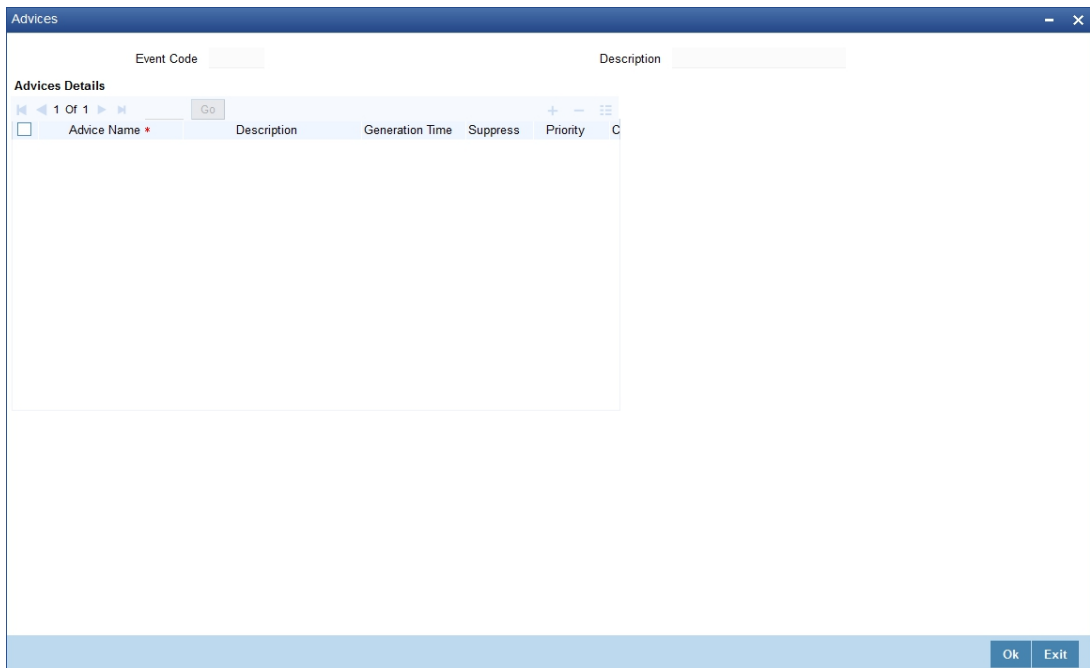 Advices
Event Code Description
Advices Details
1 Of 1 Go
Advice Name * Description Generation Time Suppress Priority C
Ok Exit